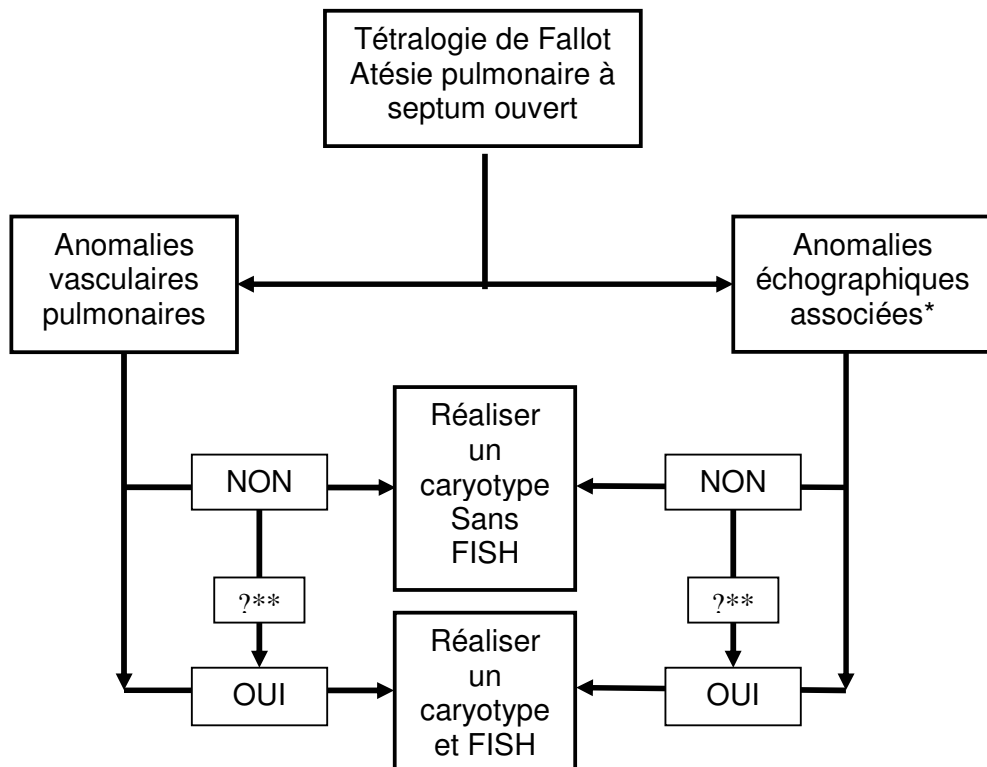 Tétralogie de Fallot
Atésie pulmonaire à
septum ouvert
Anomalies
vasculaires
pulmonaires
Anomalies
échographiques
associées*
Réaliser
un
caryotype
Sans
FISH
NON
NON
?**
?**
Réaliser
un
caryotype
et FISH
OUI
OUI